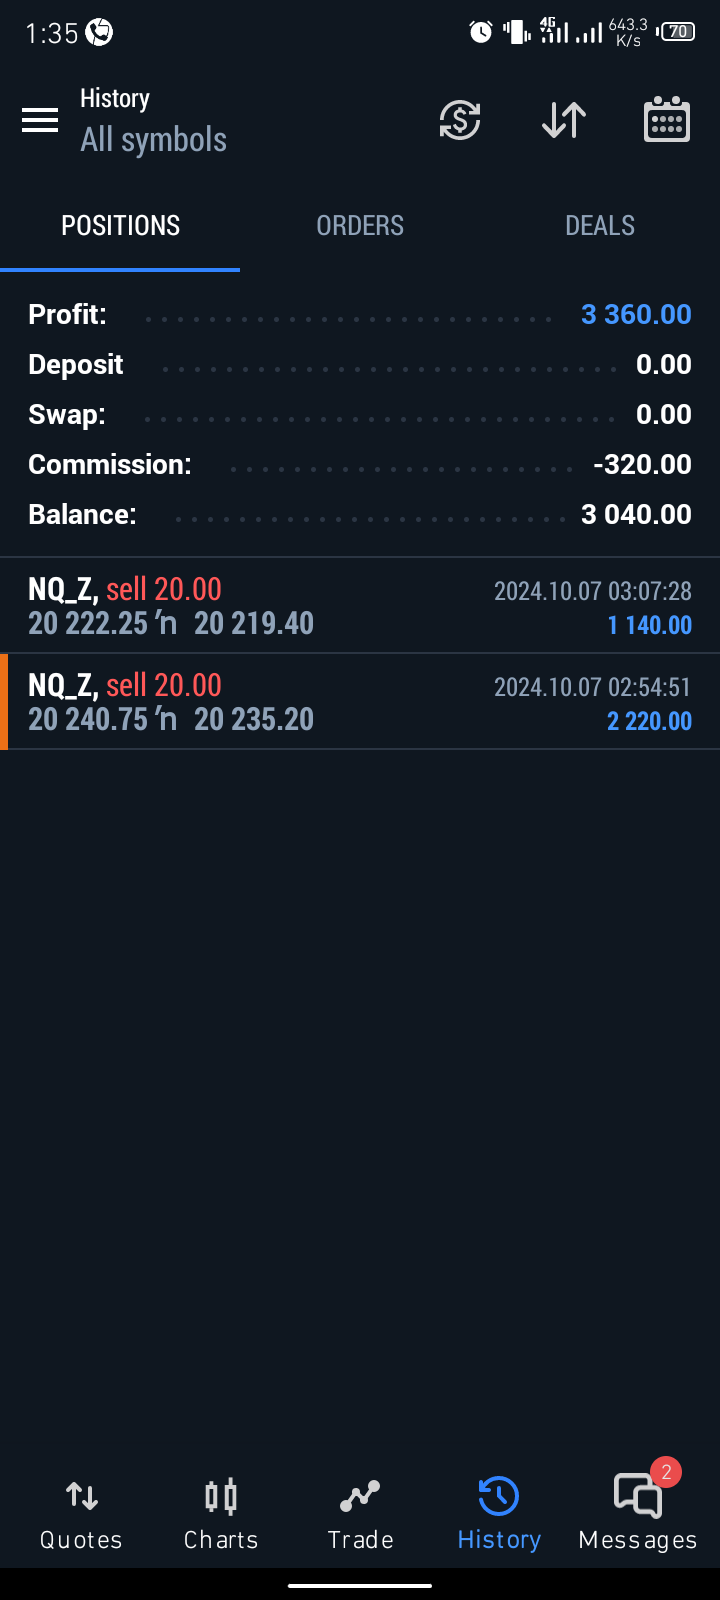 1:35
4G 643.3 K/s 70
History
All symbols
POSITIONS ORDERS DEALS
Profit: 3 360.00
Deposit 0.00
Swap: 0.00
Commission: -320.00
Balance: 3 040.00
NQ_Z, sell 20.00 2024.10.07 03:07:28
20 222.25 ŉ 20 219.40 1 140.00
NQ_Z, sell 20.00 2024.10.07 02:54:51
20 240.75 ŉ 20 235.20 2 220.00
2
Quotes Charts Trade History Messages